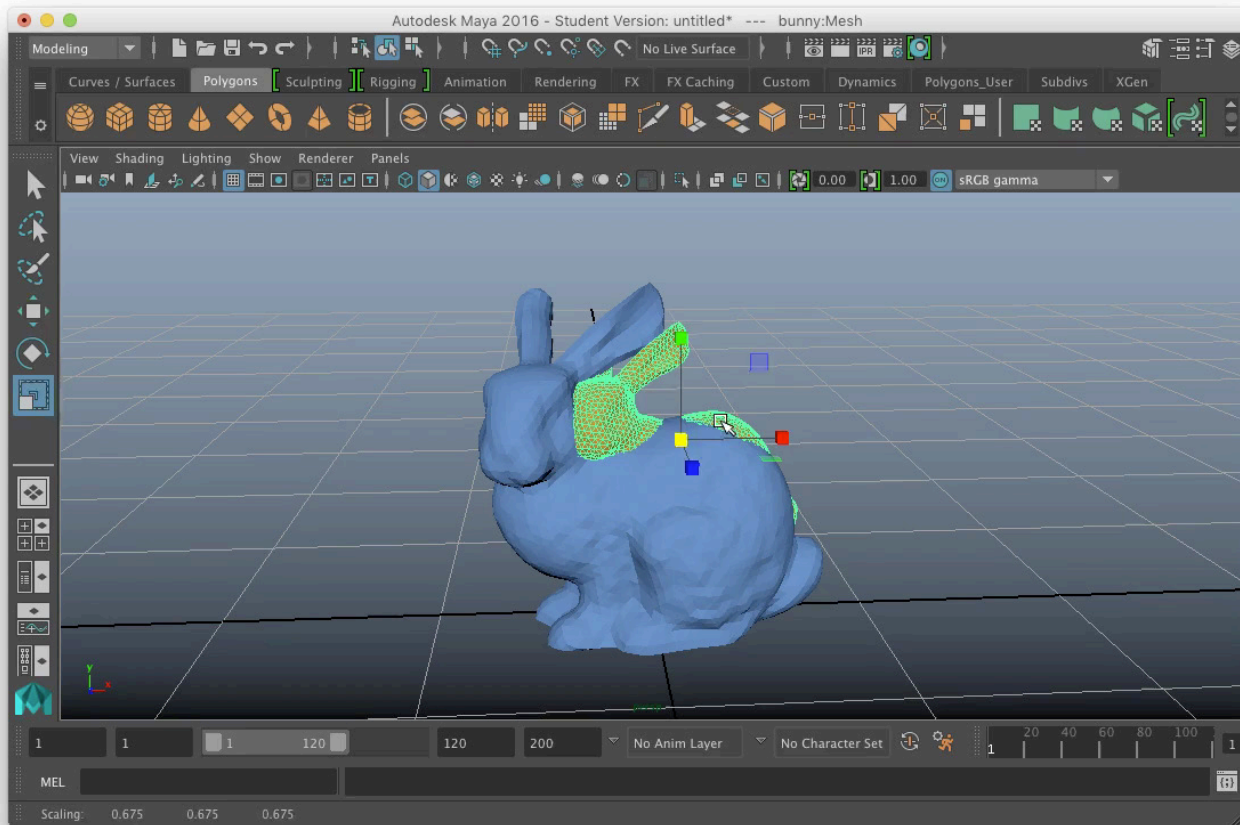 Autodesk Maya 2016 - Student Version: untitled* --- bunny:Mesh
Modeling No Live Surface IPR
Curves / Surfaces Polygons Sculpting Rigging Animation Rendering FX FX Caching Custom Dynamics Polygons_User Subdivs XGen
View Shading Lighting Show Renderer Panels
0.00 1.00 ON sRGB gamma
y
x
persp
1 1 1 120 120 200 No Anim Layer No Character Set 1 20 40 60 80 100 1
MEL
Scaling: 0.675 0.675 0.675